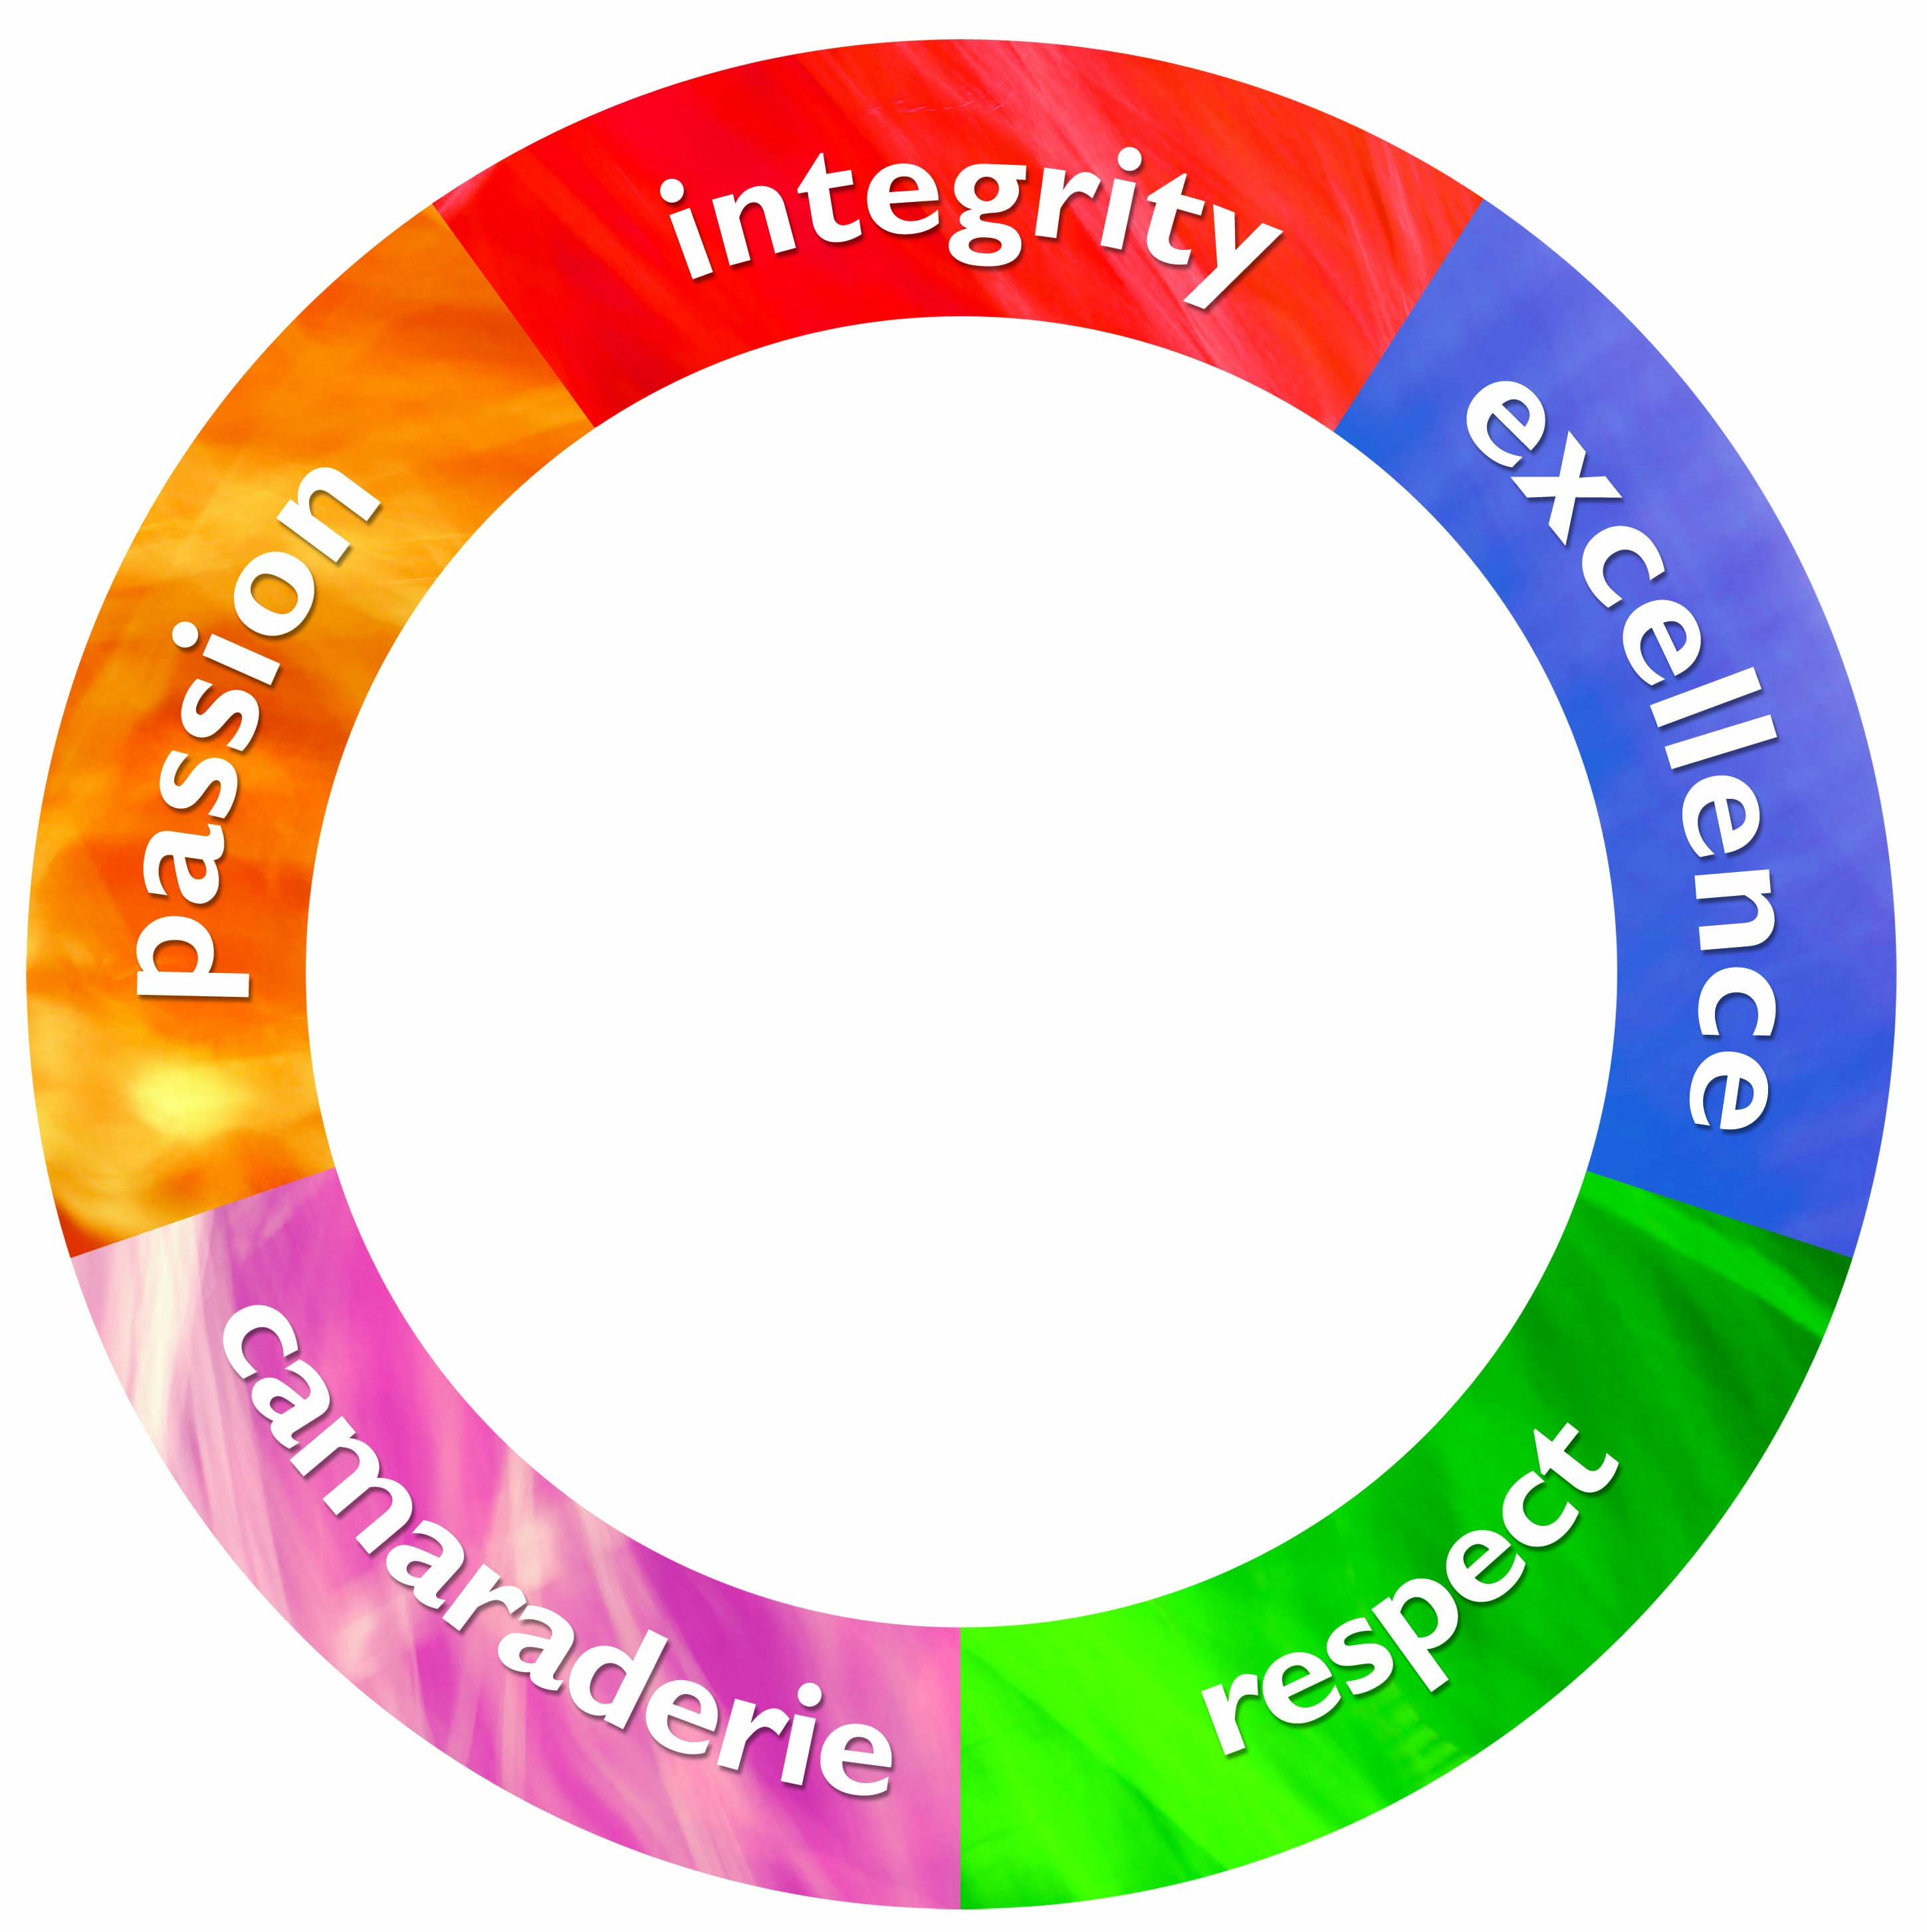 integrity
excellence
respect
camaraderie
passion